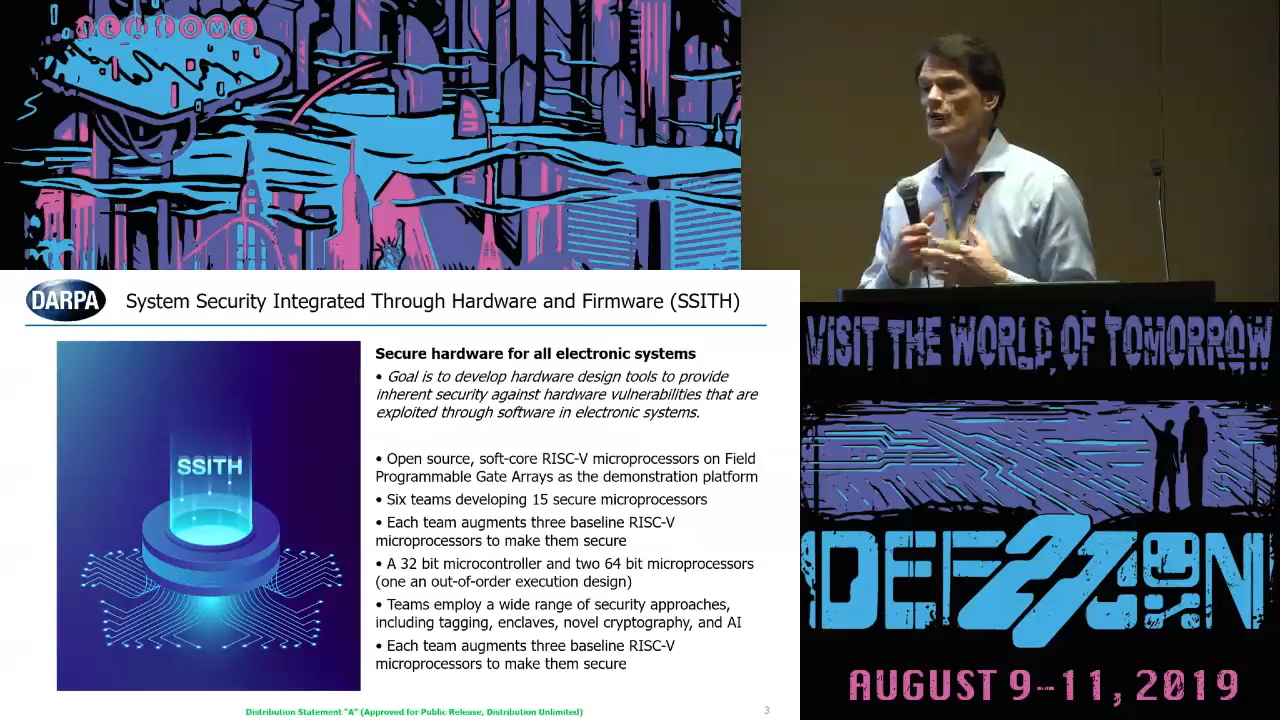 WELCOME
DARPA
System Security Integrated Through Hardware and Firmware (SSITH)
SSITH
Secure hardware for all electronic systems
• Goal is to develop hardware design tools to provide
inherent security against hardware vulnerabilities that are
exploited through software in electronic systems.
• Open source, soft-core RISC-V microprocessors on Field
Programmable Gate Arrays as the demonstration platform
• Six teams developing 15 secure microprocessors
• Each team augments three baseline RISC-V
microprocessors to make them secure
• A 32 bit microcontroller and two 64 bit microprocessors
(one an out-of-order execution design)
• Teams employ a wide range of security approaches,
including tagging, enclaves, novel cryptography, and AI
• Each team augments three baseline RISC-V
microprocessors to make them secure
Distribution Statement "A" (Approved for Public Release, Distribution Unlimited)
3
VISIT THE WORLD OF TOMORROW
DEF27CON
AUGUST 9-11, 2019